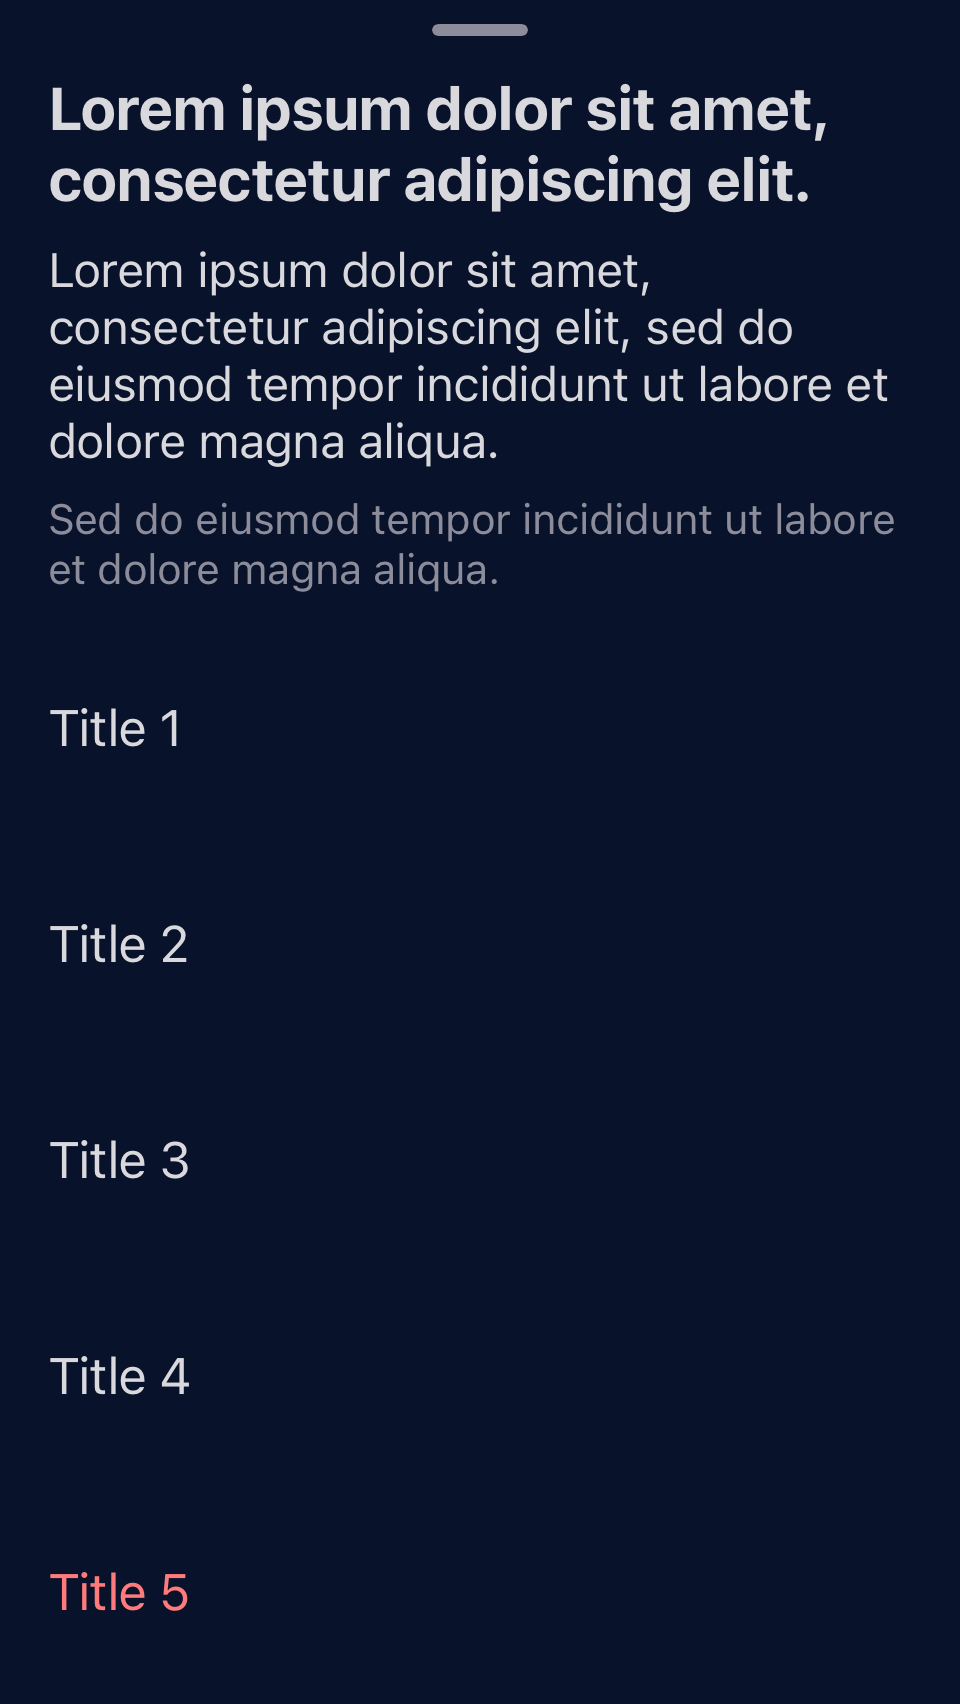 Lorem ipsum dolor sit amet,
consectetur adipiscing elit.
Lorem ipsum dolor sit amet,
consectetur adipiscing elit, sed do
eiusmod tempor incididunt ut labore et
dolore magna aliqua.
Sed do eiusmod tempor incididunt ut labore
et dolore magna aliqua.
Title 1
Title 2
Title 3
Title 4
Title 5